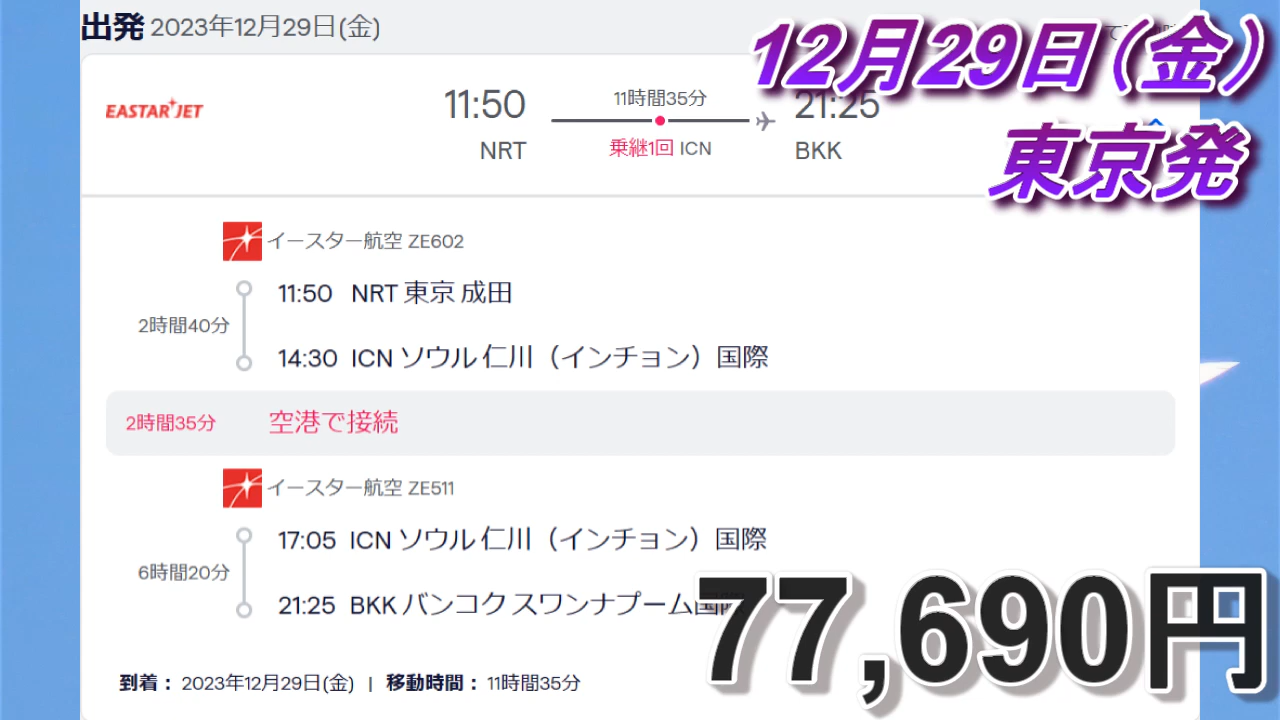 出発 2023年12月29日(金)
12月29日(金)
東京発
EASTAR JET
11:50
11時間35分
21:25
NRT
乗継1回 ICN
BKK
イースター航空 ZE602
11:50 NRT 東京 成田
2時間40分
14:30 ICN ソウル 仁川（インチョン）国際
2時間35分 空港で接続
イースター航空 ZE511
17:05 ICN ソウル 仁川（インチョン）国際
6時間20分
21:25 BKK バンコク スワンナプーム国際
77,690円
到着： 2023年12月29日(金) | 移動時間： 11時間35分